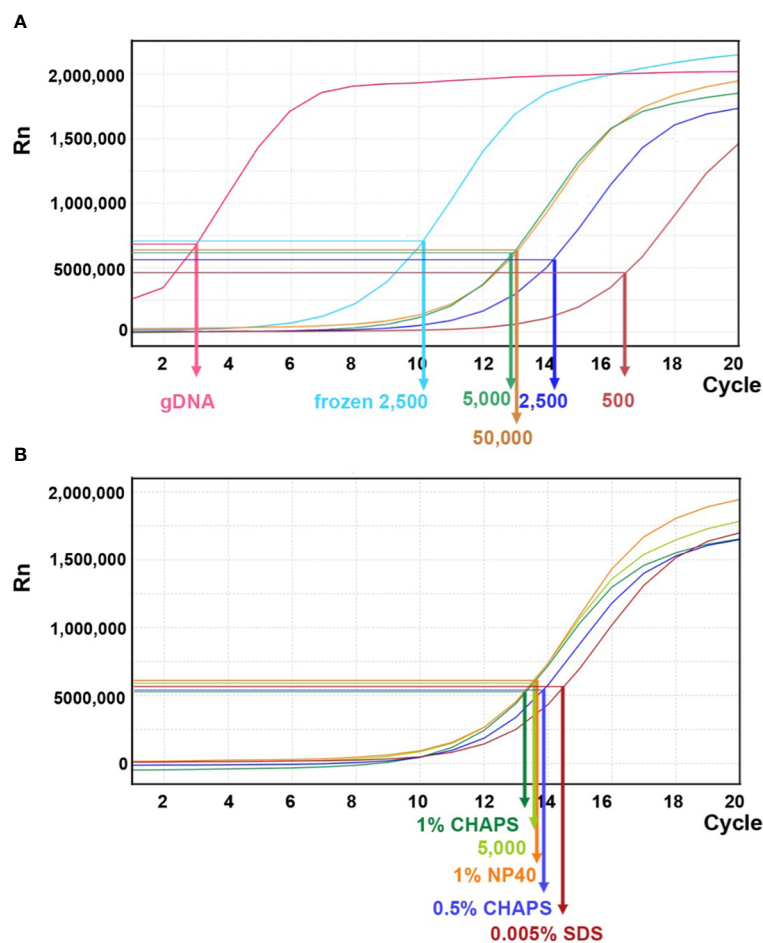 A
Rn
2,000,000
1,500,000
1,000,000
5000,000
0
2 4 6 8 10 12 14 16 18 20
Cycle
gDNA frozen 2,500 5,000 2,500 500
50,000
B
Rn
2,000,000
1,500,000
1,000,000
5000,000
0
2 4 6 8 10 12 14 16 18 20
Cycle
1% CHAPS
5,000
1% NP40
0.5% CHAPS
0.005% SDS